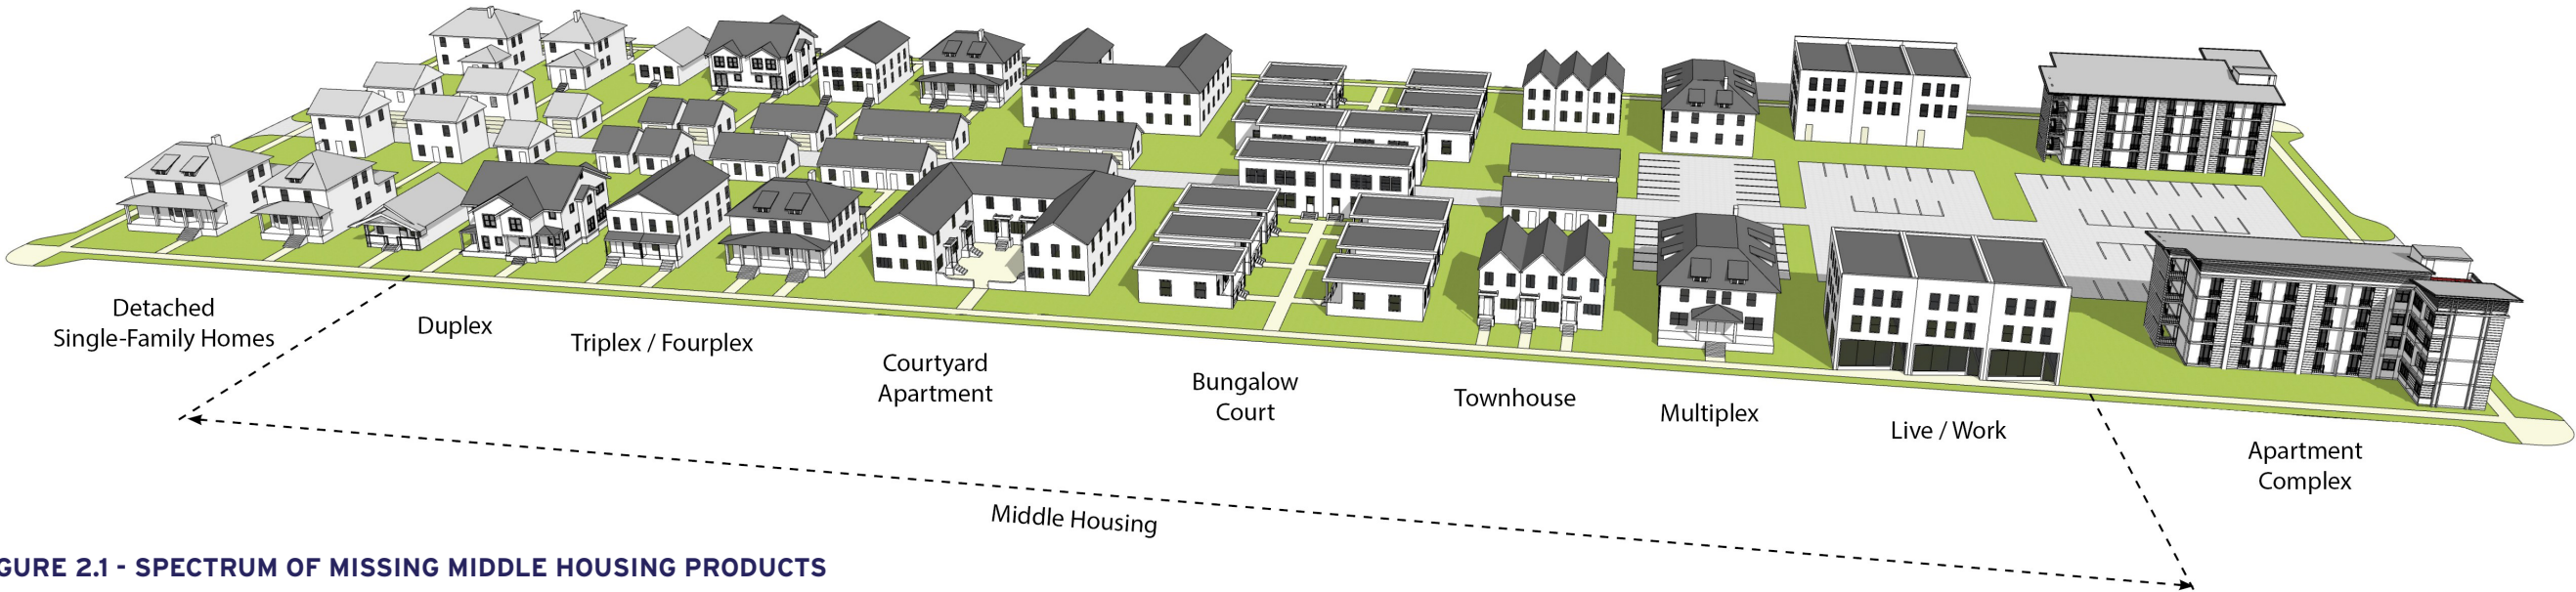 Detached
Single-Family Homes
Duplex
Triplex / Fourplex
Courtyard
Apartment
Bungalow
Court
Townhouse
Multiplex
Live / Work
Apartment
Complex
Middle Housing
GURE 2.1 - SPECTRUM OF MISSING MIDDLE HOUSING PRODUCTS